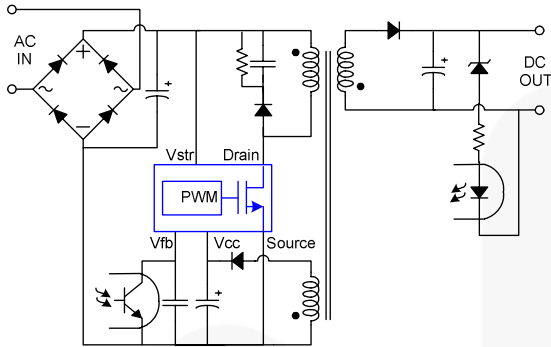 AC
IN
+
~
~
−
+
+
DC
OUT
Vstr
Drain
PWM
Vfb
Vcc
Source
+